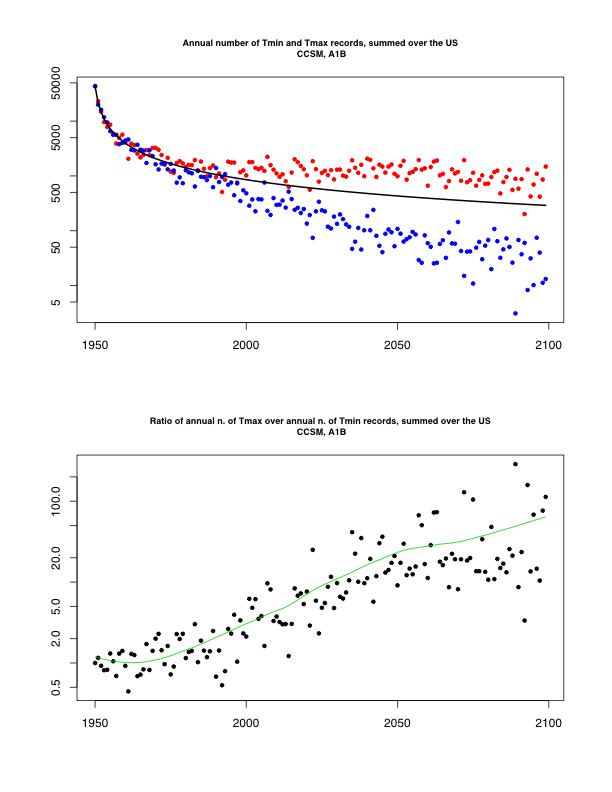 Annual number of Tmin and Tmax records, summed over the US
CCSM, A1B
50000
5000
500
50
5
1950 2000 2050 2100
Ratio of annual n. of Tmax over annual n. of Tmin records, summed over the US
CCSM, A1B
100.0
20.0
5.0
2.0
0.5
1950 2000 2050 2100